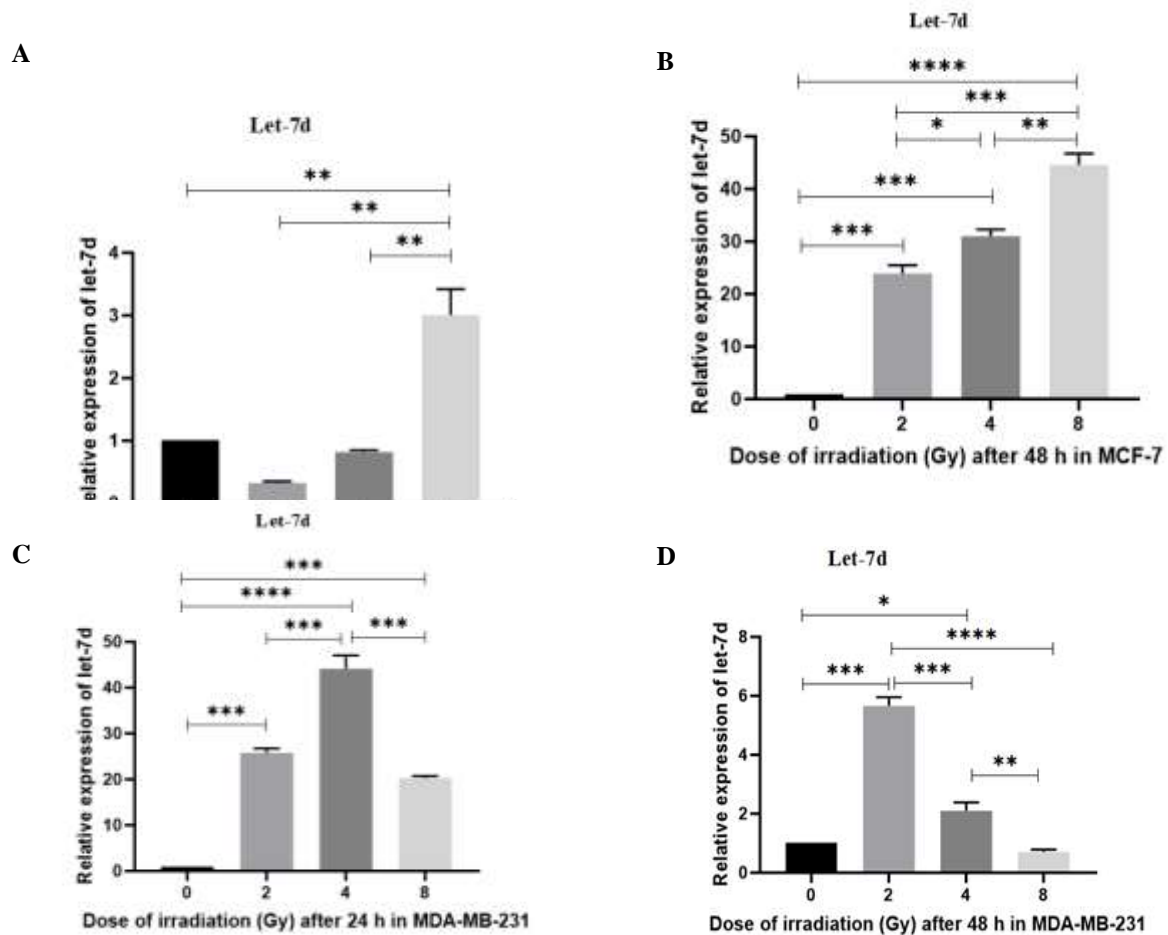 A
Let-7d
**
**
**
Relative expression of let-7d
4
3
2
1
B
Let-7d
****
***
*
**
***
***
Relative expression of let-7d
50
40
30
20
10
0
0 2 4 8
Dose of irradiation (Gy) after 48 h in MCF-7
C
Let-7d
***
****
***
***
***
Relative expression of let-7d
50
40
30
20
10
0
0 2 4 8
Dose of irradiation (Gy) after 24 h in MDA-MB-231
D
Let-7d
*
****
***
***
**
Relative expression of let-7d
8
6
4
2
0
0 2 4 8
Dose of irradiation (Gy) after 48 h in MDA-MB-231